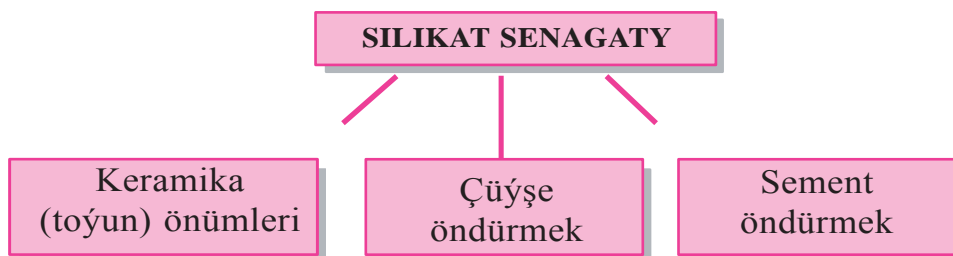 SILIKAT SENAGATY
Keramika
(toýun) önümleri
Çüýşe
öndürmek
Sement
öndürmek